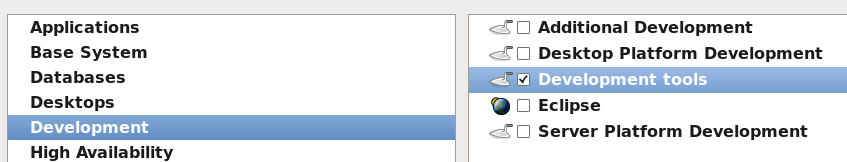 Applications
Base System
Databases
Desktops
Development
High Availability
Additional Development
Desktop Platform Development
Development tools
Eclipse
Server Platform Development